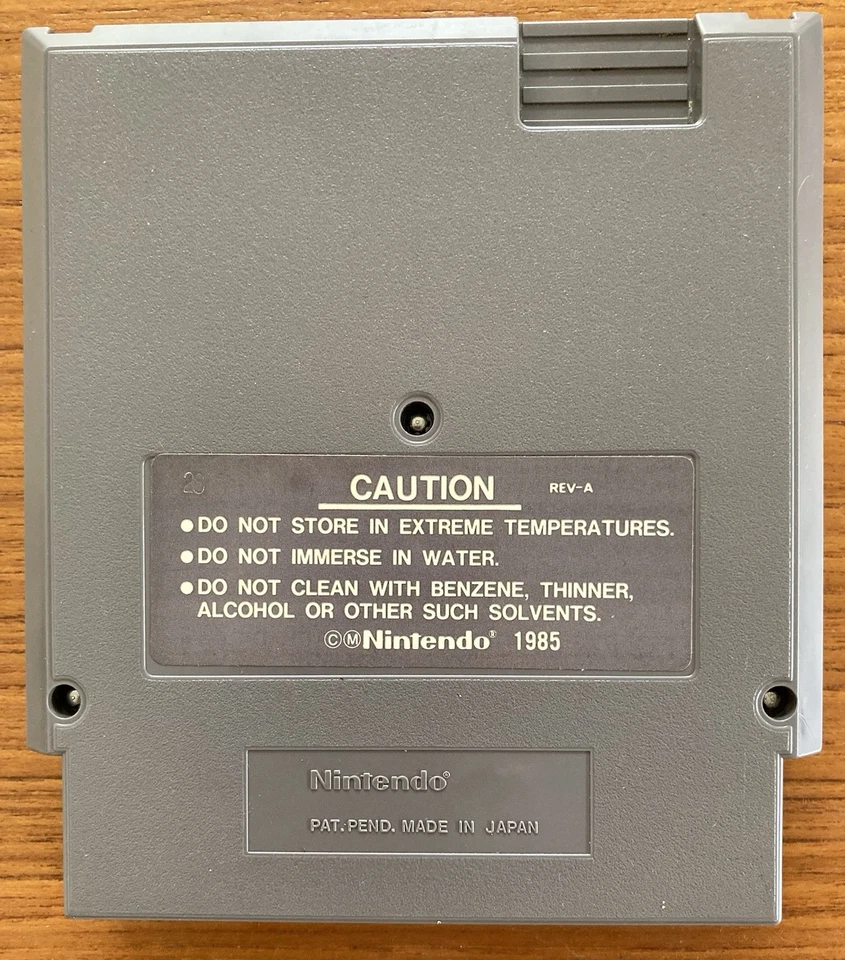 20
CAUTION REV-A
●DO NOT STORE IN EXTREME TEMPERATURES.
●DO NOT IMMERSE IN WATER.
●DO NOT CLEAN WITH BENZENE, THINNER,
ALCOHOL OR OTHER SUCH SOLVENTS.
©ⓂNintendo® 1985
Nintendo®
PAT. PEND. MADE IN JAPAN